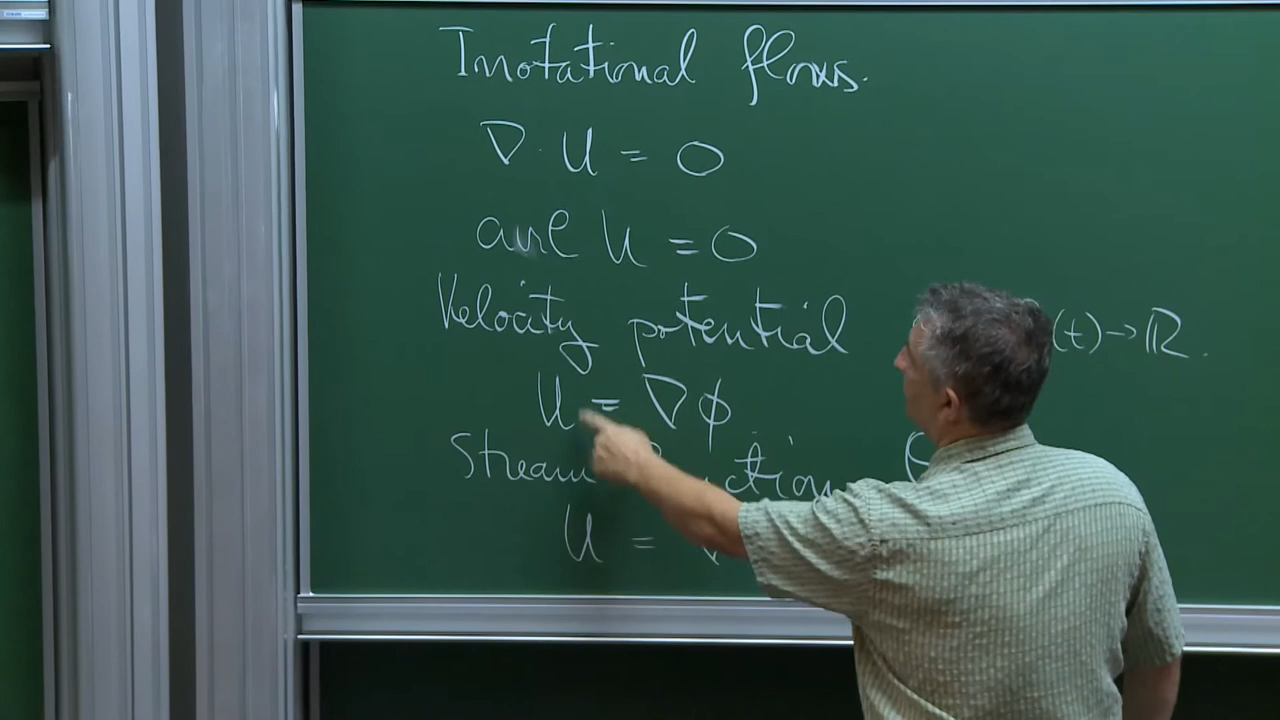 Irrotational flows.
∇ · u = 0
curl u = 0
Velocity potential (t) → ℝ.
u = ∇ϕ
Stream
u =